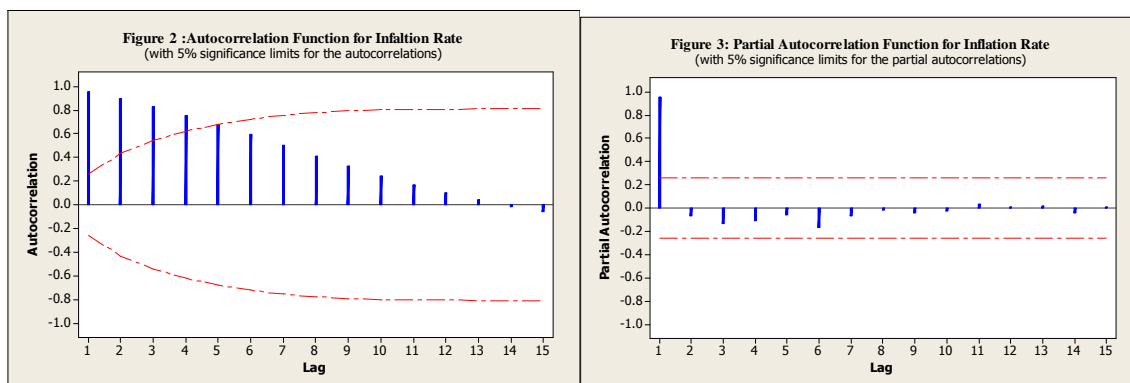 Figure 2 :Autocorrelation Function for Infaltion Rate
(with 5% significance limits for the autocorrelations)
1.0
0.8
0.6
0.4
0.2
0.0
-0.2
-0.4
-0.6
-0.8
-1.0
Autocorrelation
1 2 3 4 5 6 7 8 9 10 11 12 13 14 15
Lag
Figure 3: Partial Autocorrelation Function for Inflation Rate
(with 5% significance limits for the partial autocorrelations)
1.0
0.8
0.6
0.4
0.2
0.0
-0.2
-0.4
-0.6
-0.8
-1.0
Partial Autocorrelation
1 2 3 4 5 6 7 8 9 10 11 12 13 14 15
Lag